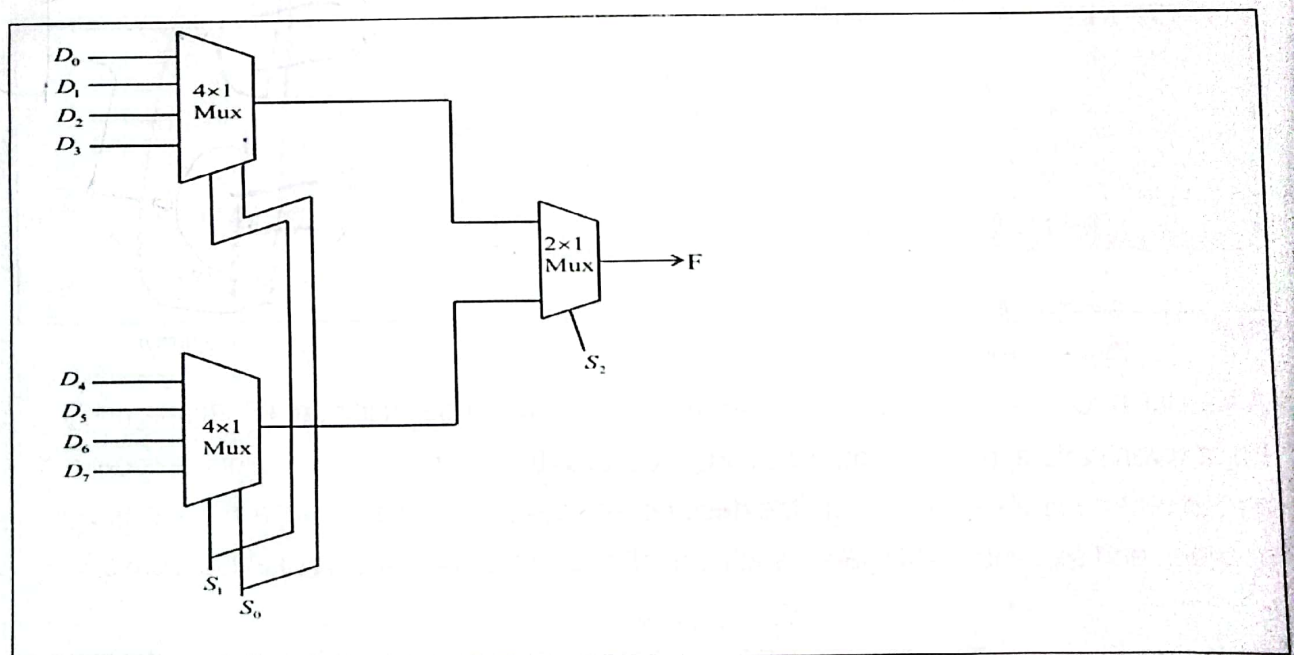 D₀
D₁
D₂
D₃
4×1
Mux
2×1
Mux
F
S₂
D₄
D₅
D₆
D₇
4×1
Mux
S₁
S₀